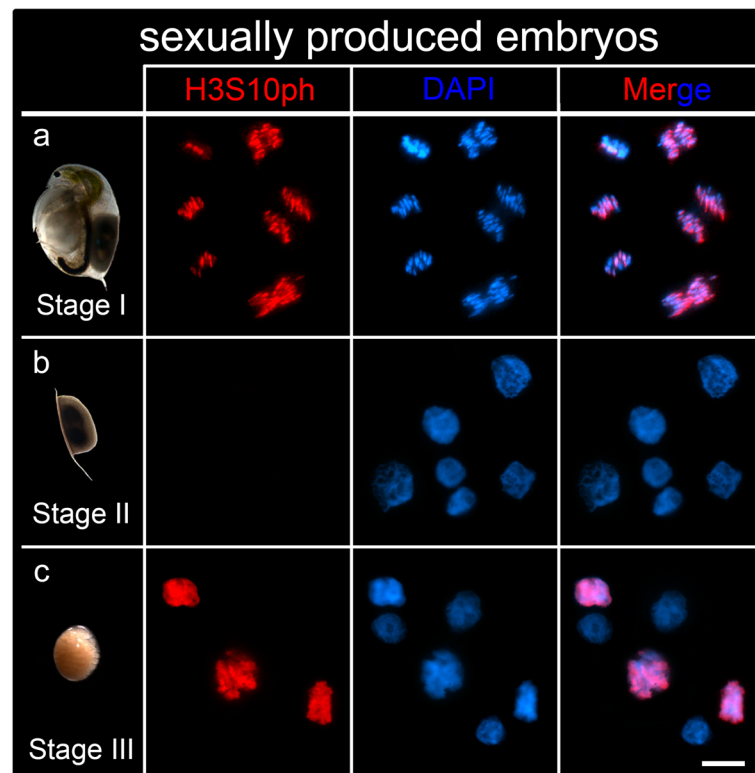 sexually produced embryos
H3S10ph DAPI Merge
a
Stage I
b
Stage II
c
Stage III